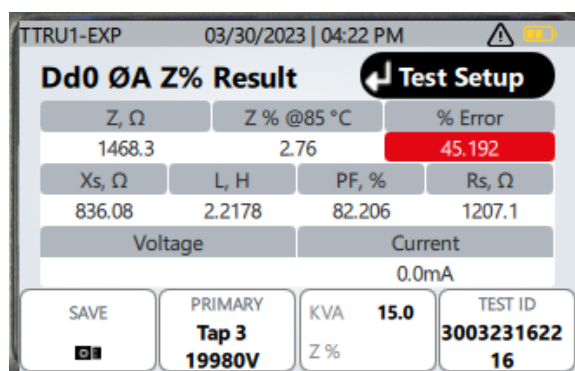 TTRU1-EXP 03/30/2023 | 04:22 PM
Dd0 ØA Z% Result Test Setup
Z, Ω Z % @85 °C % Error
1468.3 2.76 45.192
Xs, Ω L, H PF, % Rs, Ω
836.08 2.2178 82.206 1207.1
Voltage Current
0.0mA
SAVE
PRIMARY
Tap 3
19980V
KVA 15.0
Z %
TEST ID
3003231622
16